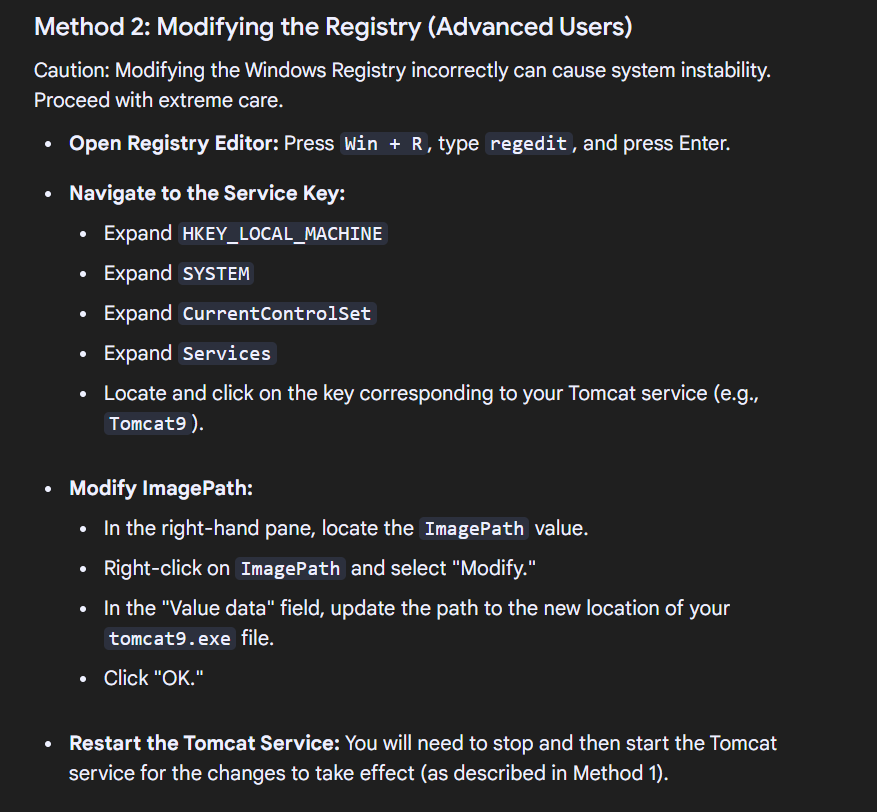 Method 2: Modifying the Registry (Advanced Users)
Caution: Modifying the Windows Registry incorrectly can cause system instability.
Proceed with extreme care.
• Open Registry Editor: Press Win + R, type regedit, and press Enter.
• Navigate to the Service Key:
• Expand HKEY_LOCAL_MACHINE
• Expand SYSTEM
• Expand CurrentControlSet
• Expand Services
• Locate and click on the key corresponding to your Tomcat service (e.g.,
Tomcat9).
• Modify ImagePath:
• In the right-hand pane, locate the ImagePath value.
• Right-click on ImagePath and select "Modify."
• In the "Value data" field, update the path to the new location of your
tomcat9.exe file.
• Click "OK."
• Restart the Tomcat Service: You will need to stop and then start the Tomcat
service for the changes to take effect (as described in Method 1).